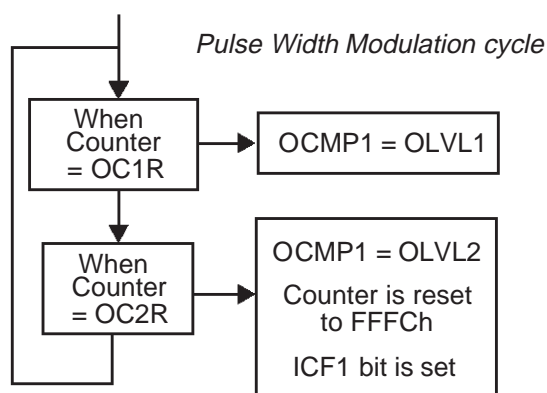 Pulse Width Modulation cycle
When
Counter
= OC1R
OCMP1 = OLVL1
When
Counter
= OC2R
OCMP1 = OLVL2
Counter is reset
to FFFCh
ICF1 bit is set